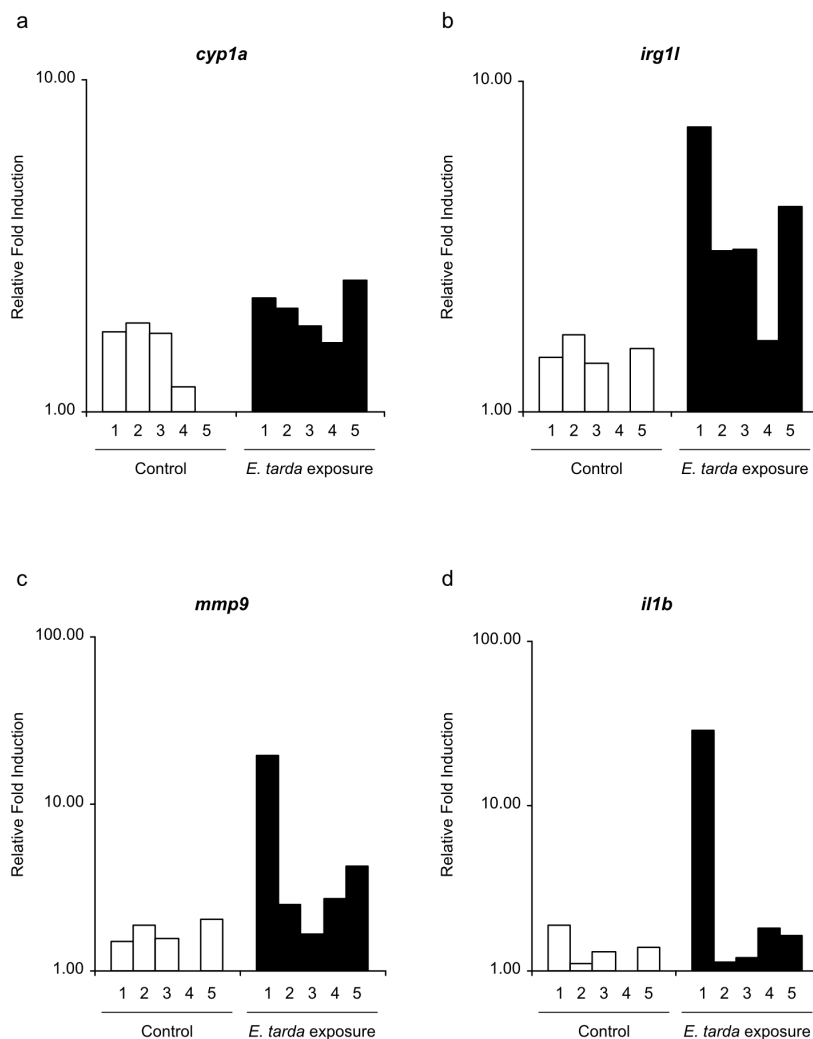 a
cyp1a
10.00
Relative Fold Induction
1.00
1 2 3 4 5 1 2 3 4 5
Control E. tarda exposure
b
irg1l
10.00
Relative Fold Induction
1.00
1 2 3 4 5 1 2 3 4 5
Control E. tarda exposure
c
mmp9
100.00
Relative Fold Induction
10.00
1.00
1 2 3 4 5 1 2 3 4 5
Control E. tarda exposure
d
il1b
100.00
Relative Fold Induction
10.00
1.00
1 2 3 4 5 1 2 3 4 5
Control E. tarda exposure